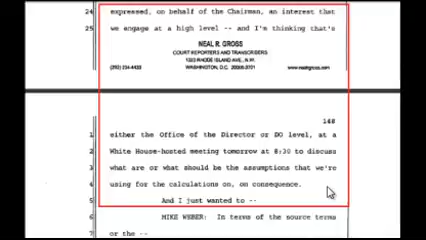 24 expressed, on behalf of the Chairman, an interest that
25 we engage at a high level -- and I'm thinking that's
NEAL R. GROSS
COURT REPORTERS AND TRANSCRIBERS
1323 RHODE ISLAND AVE., N.W.
(202) 234-4433 WASHINGTON, D.C. 20005-3701 www.nealrgross.com
148
1 either the Office of the Director or DO level, at a
2 White House-hosted meeting tomorrow at 8:30 to discuss
3 what are or what should be the assumptions that we're
4 using for the calculations on, on consequence.
5 And I just wanted to --
6 MIKE WEBER: In terms of the source terms
7 or the --